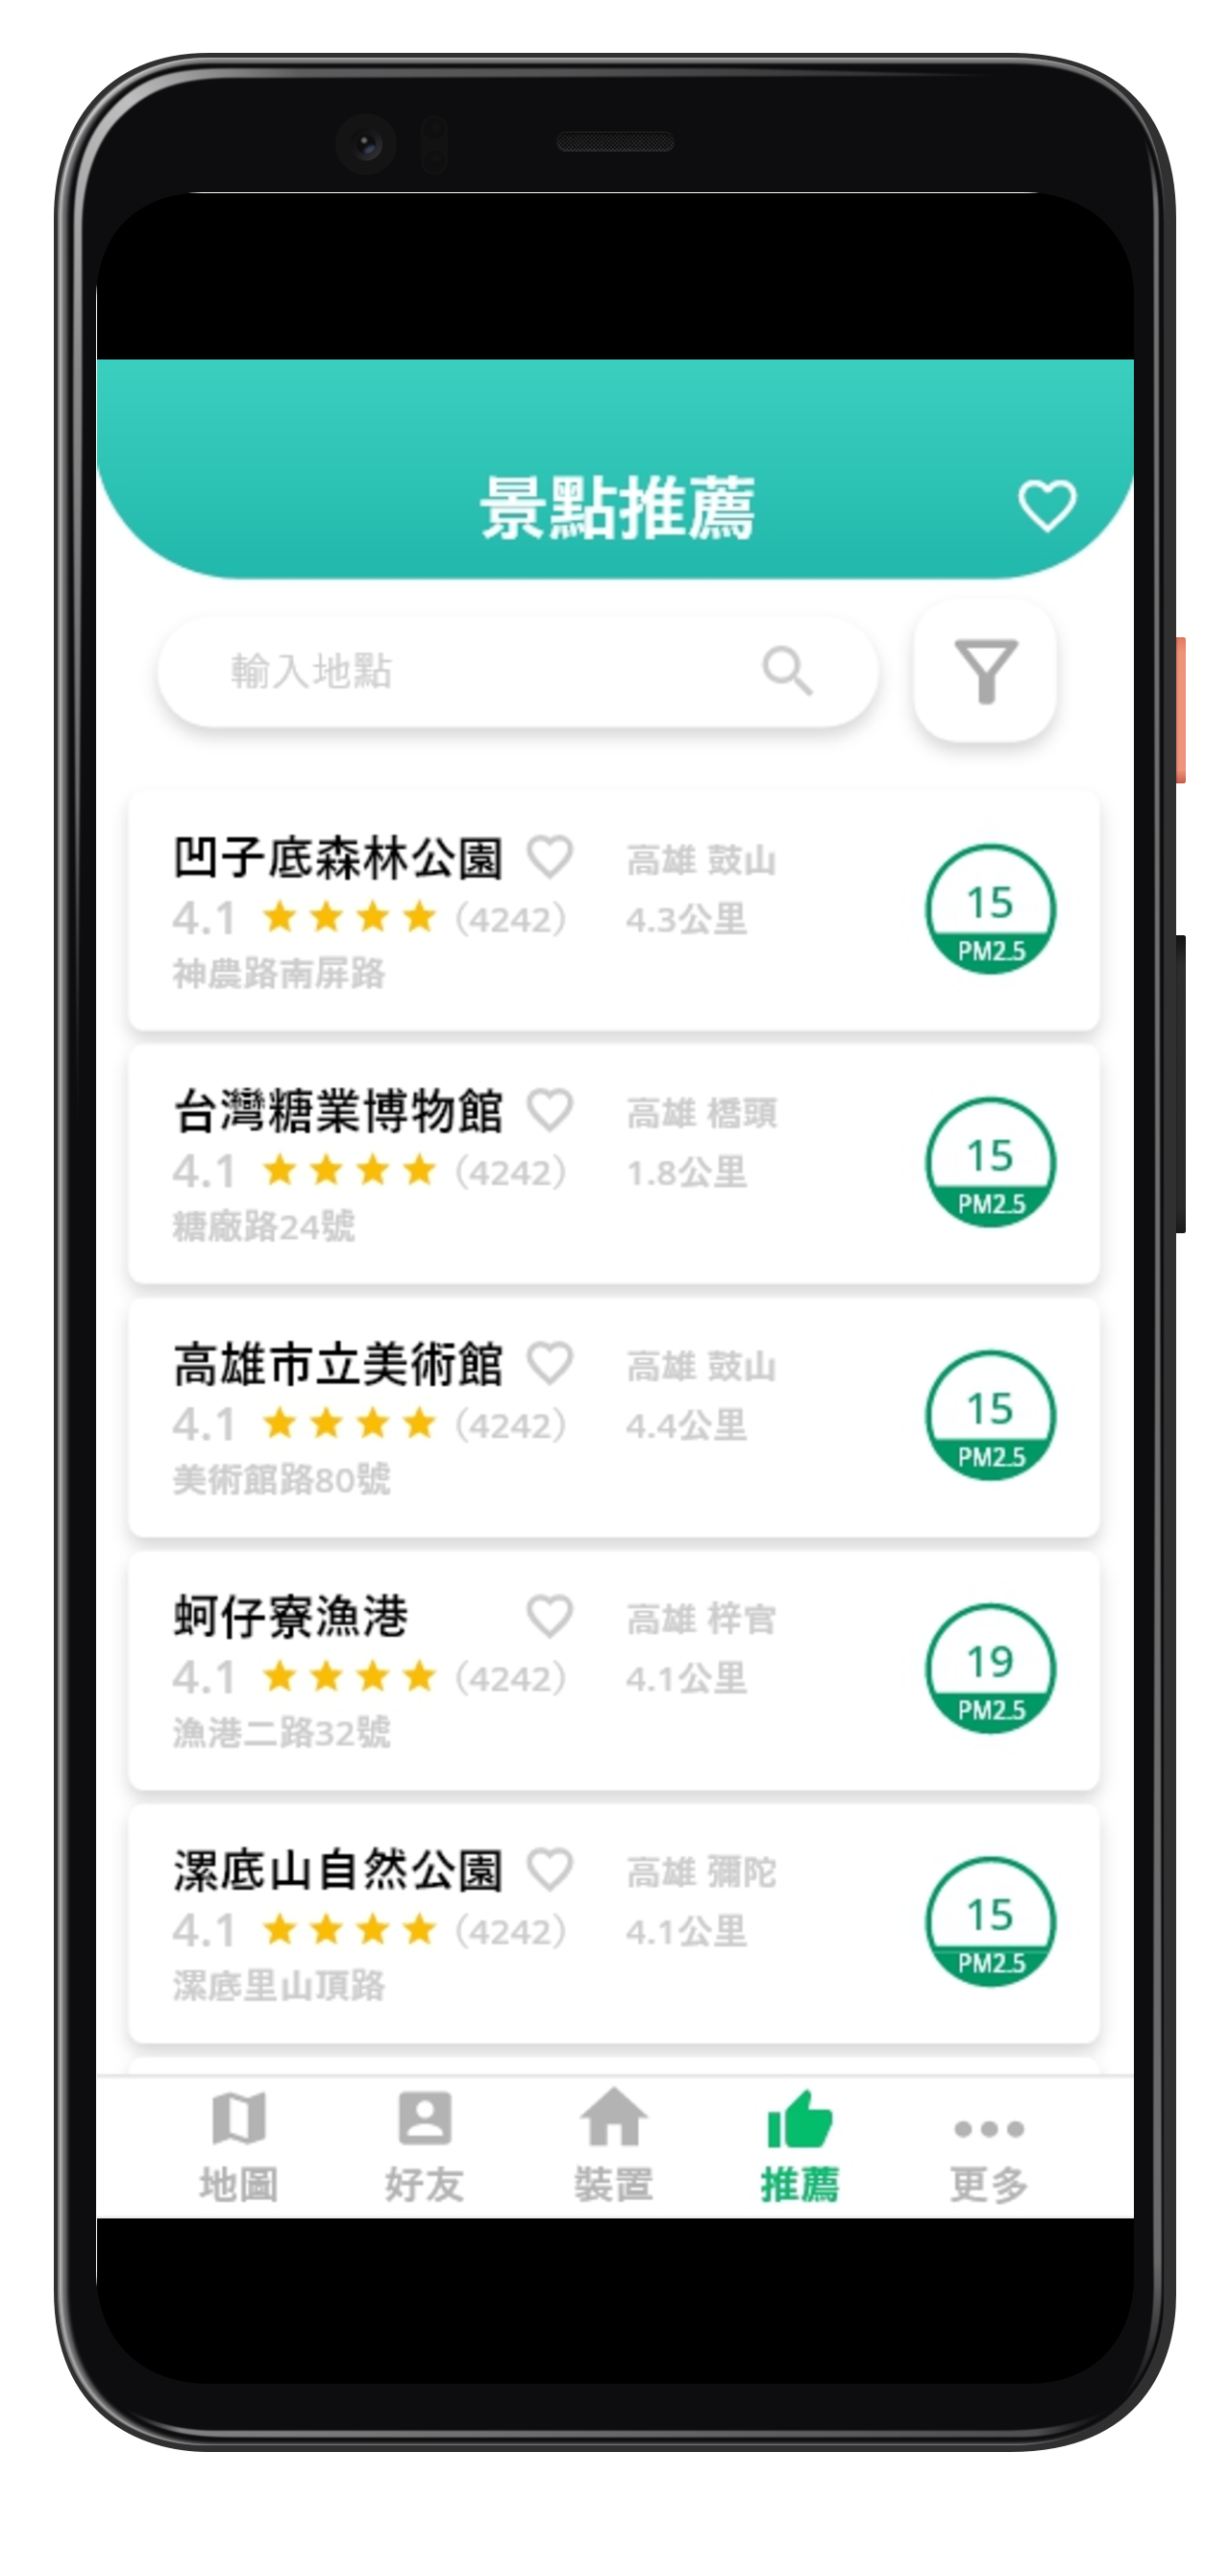 景點推薦
輸入地點
凹子底森林公園 高雄 鼓山
4.1 (4242) 4.3公里
15
PM2.5
神農路南屏路
台灣糖業博物館 高雄 橋頭
4.1 (4242) 1.8公里
15
PM2.5
糖廠路24號
高雄市立美術館 高雄 鼓山
4.1 (4242) 4.4公里
15
PM2.5
美術館路80號
蚵仔寮漁港 高雄 梓官
4.1 (4242) 4.1公里
19
PM2.5
漁港二路32號
漯底山自然公園 高雄 彌陀
4.1 (4242) 4.1公里
15
PM2.5
漯底里山頂路
地圖 好友 裝置 推薦 更多